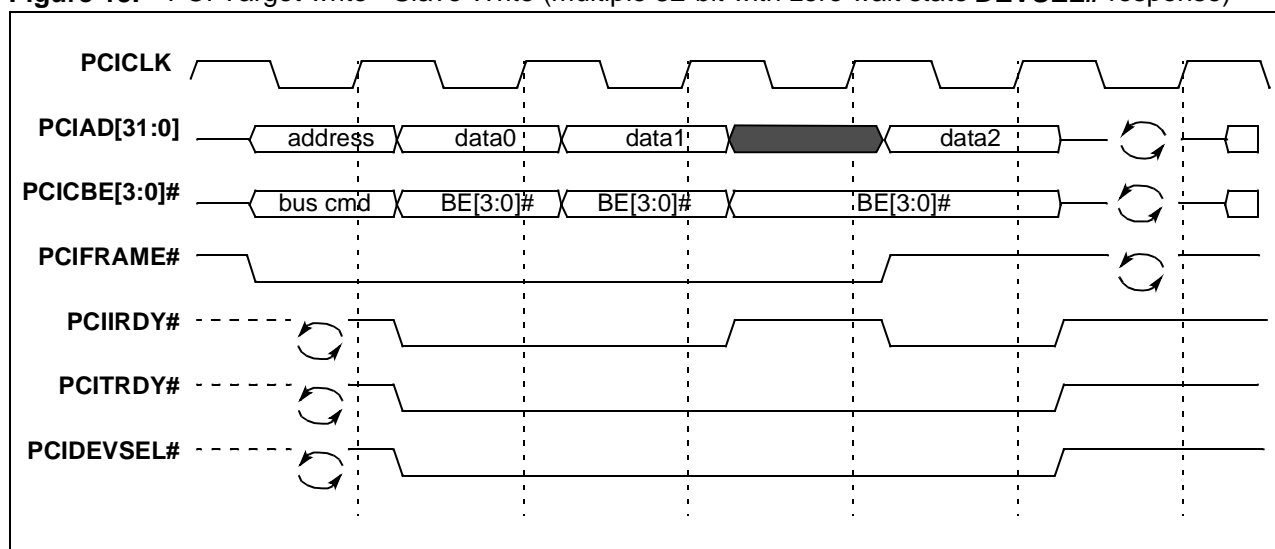 PCICLK
PCIAD[31:0] address data0 data1 data2
PCICBE[3:0]# bus cmd BE[3:0]# BE[3:0]# BE[3:0]#
PCIFRAME#
PCIIRDY#
PCITRDY#
PCIDEVSEL#